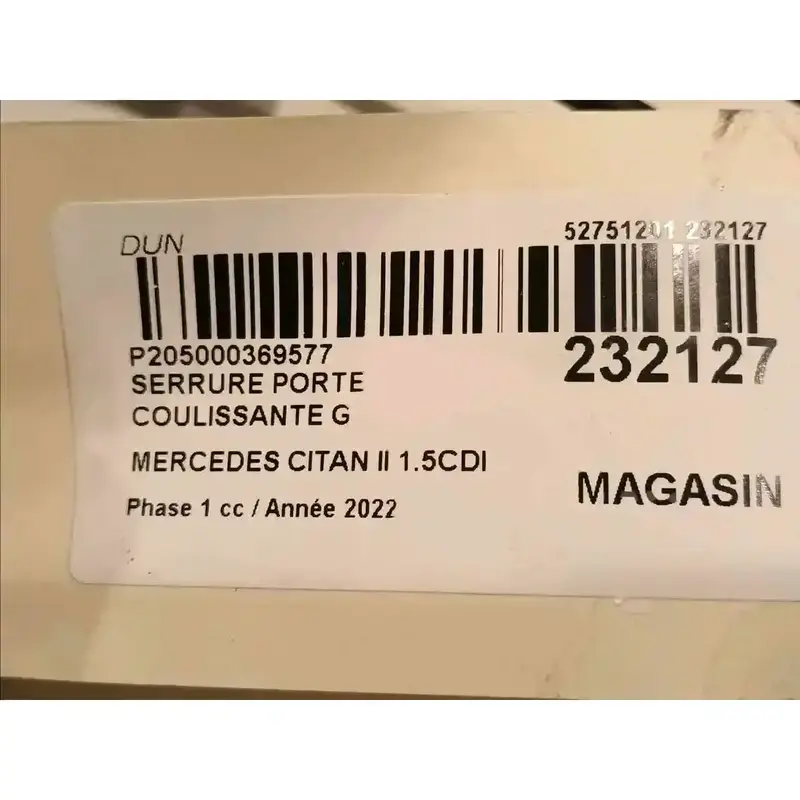 DUN
52751201 232127
P205000369577
232127
SERRURE PORTE
COULISSANTE G
MERCEDES CITAN II 1.5CDI
MAGASIN
Phase 1 cc / Année 2022